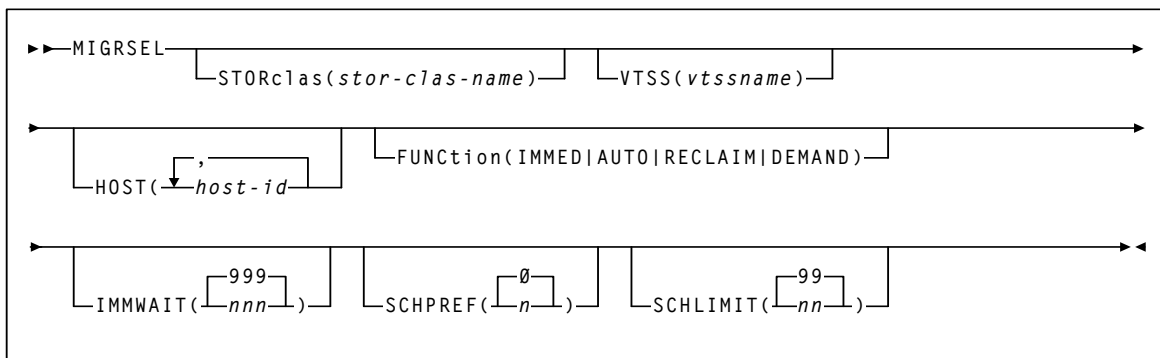 MIGRSEL
STORclas(stor-clas-name)
VTSS(vtssname)
,
HOST( host-id
FUNCtion(IMMED|AUTO|RECLAIM|DEMAND)
999
IMMWAIT( nnn )
Ø
SCHPREF( n )
99
SCHLIMIT( nn )